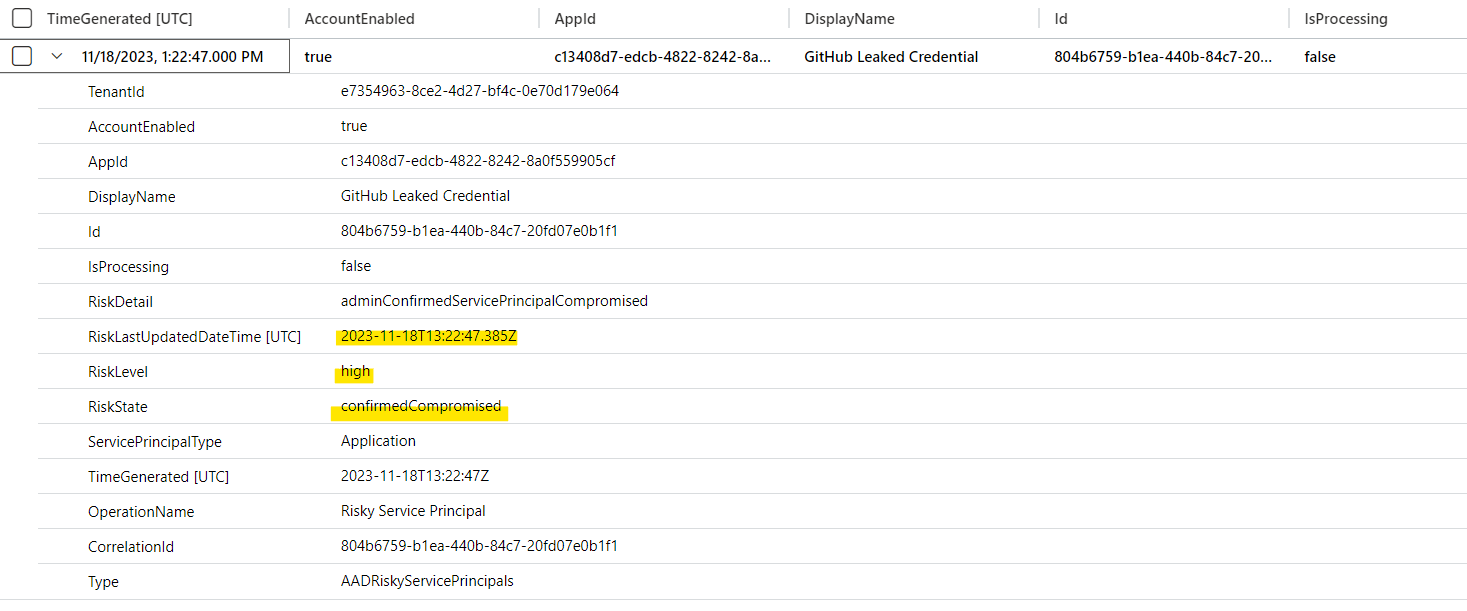 TimeGenerated [UTC] AccountEnabled AppId DisplayName Id IsProcessing
11/18/2023, 1:22:47.000 PM true c13408d7-edcb-4822-8242-8a... GitHub Leaked Credential 804b6759-b1ea-440b-84c7-20... false
TenantId e7354963-8ce2-4d27-bf4c-0e70d179e064
AccountEnabled true
AppId c13408d7-edcb-4822-8242-8a0f559905cf
DisplayName GitHub Leaked Credential
Id 804b6759-b1ea-440b-84c7-20fd07e0b1f1
IsProcessing false
RiskDetail adminConfirmedServicePrincipalCompromised
RiskLastUpdatedDateTime [UTC] 2023-11-18T13:22:47.385Z
RiskLevel high
RiskState confirmedCompromised
ServicePrincipalType Application
TimeGenerated [UTC] 2023-11-18T13:22:47Z
OperationName Risky Service Principal
CorrelationId 804b6759-b1ea-440b-84c7-20fd07e0b1f1
Type AADRiskyServicePrincipals